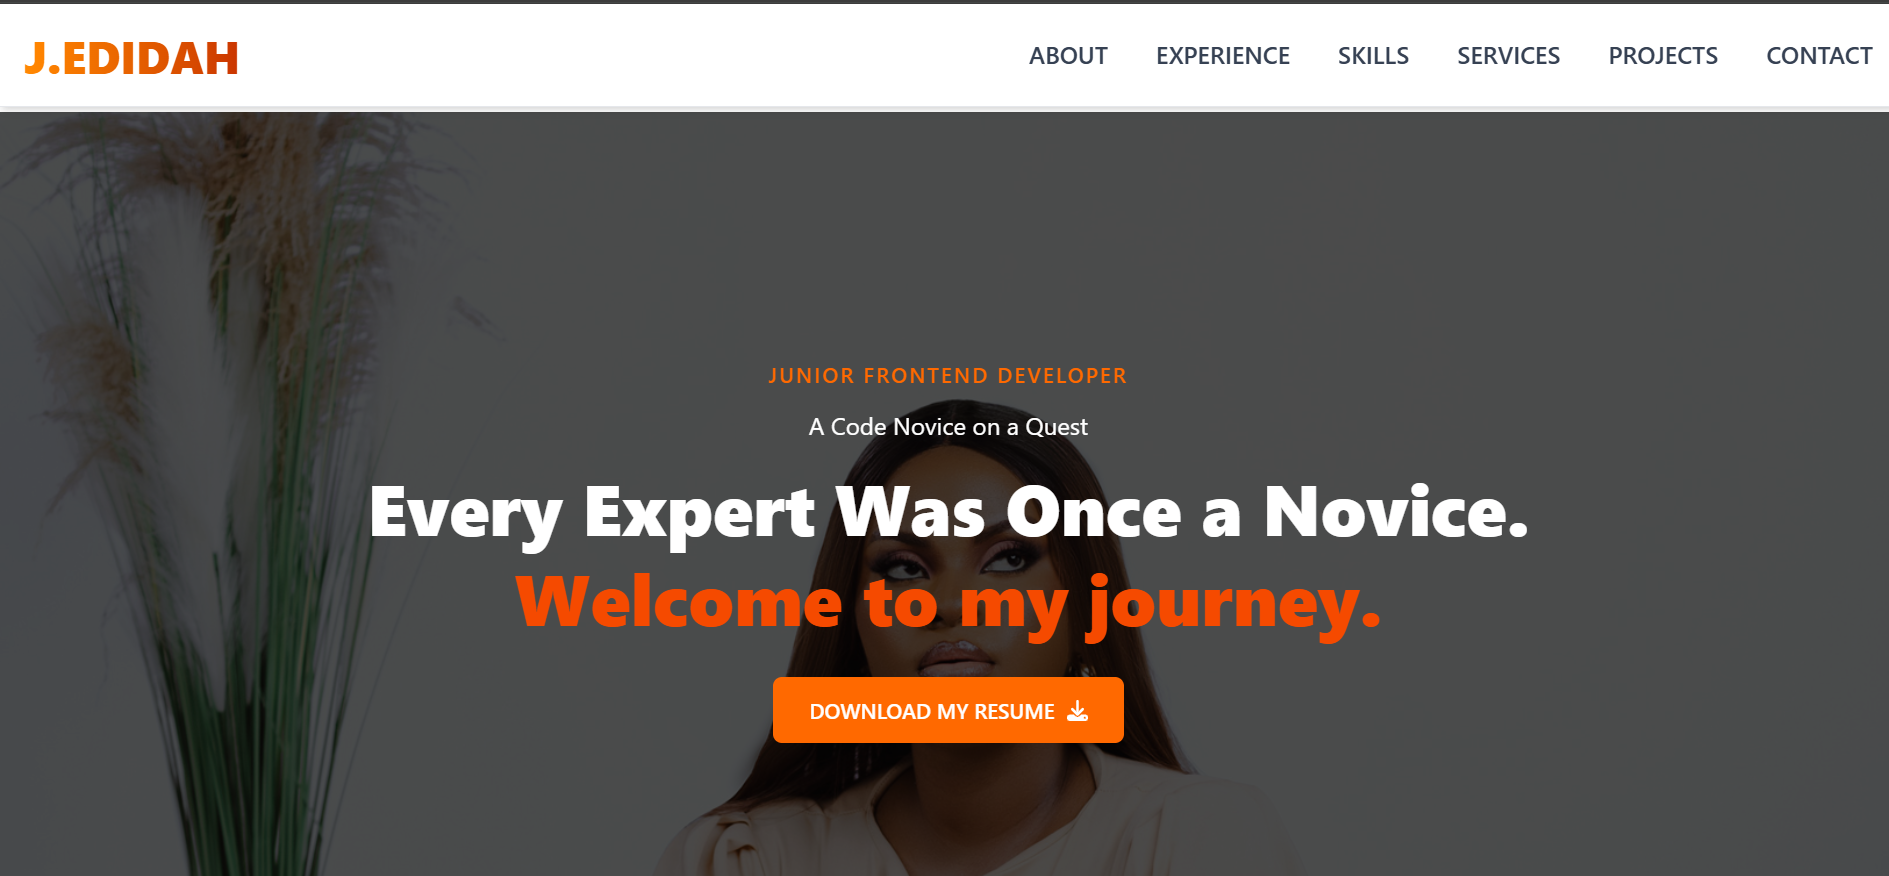 J.EDIDAH
ABOUT EXPERIENCE SKILLS SERVICES PROJECTS CONTACT
JUNIOR FRONTEND DEVELOPER
A Code Novice on a Quest
Every Expert Was Once a Novice.
Welcome to my journey.
DOWNLOAD MY RESUME